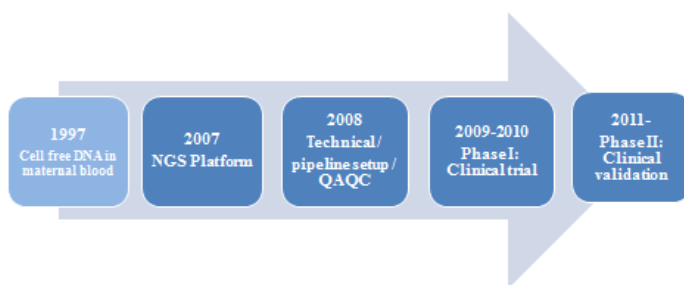 1997
Cell free DNA in
maternal blood
2007
NGS Platform
2008
Technical /
pipeline setup /
QAQC
2009-2010
Phase I:
Clinical trial
2011-
Phase II:
Clinical
validation